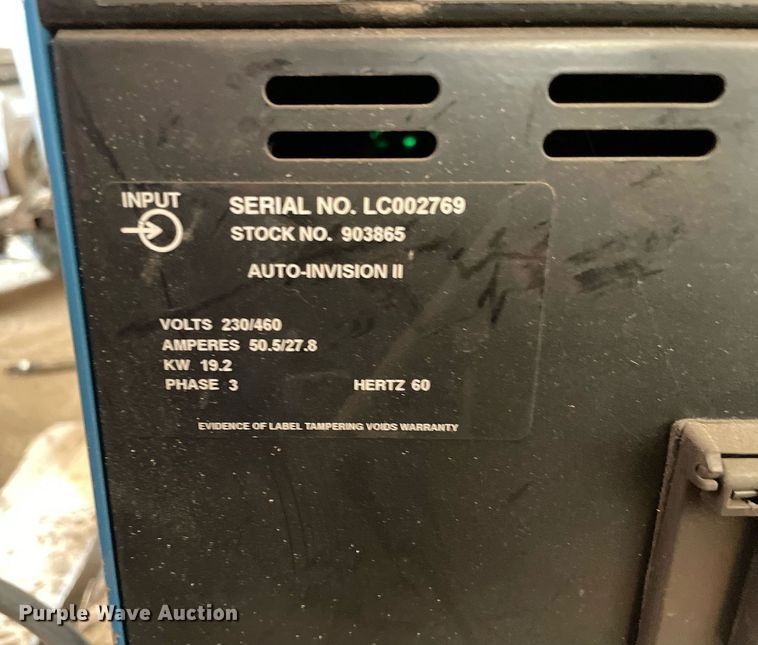 INPUT
SERIAL NO. LC002769
STOCK NO. 903865
AUTO-INVISION II
VOLTS 230/460
AMPERES 50.5/27.8
KW 19.2
PHASE 3 HERTZ 60
EVIDENCE OF LABEL TAMPERING VOIDS WARRANTY
Purple Wave Auction